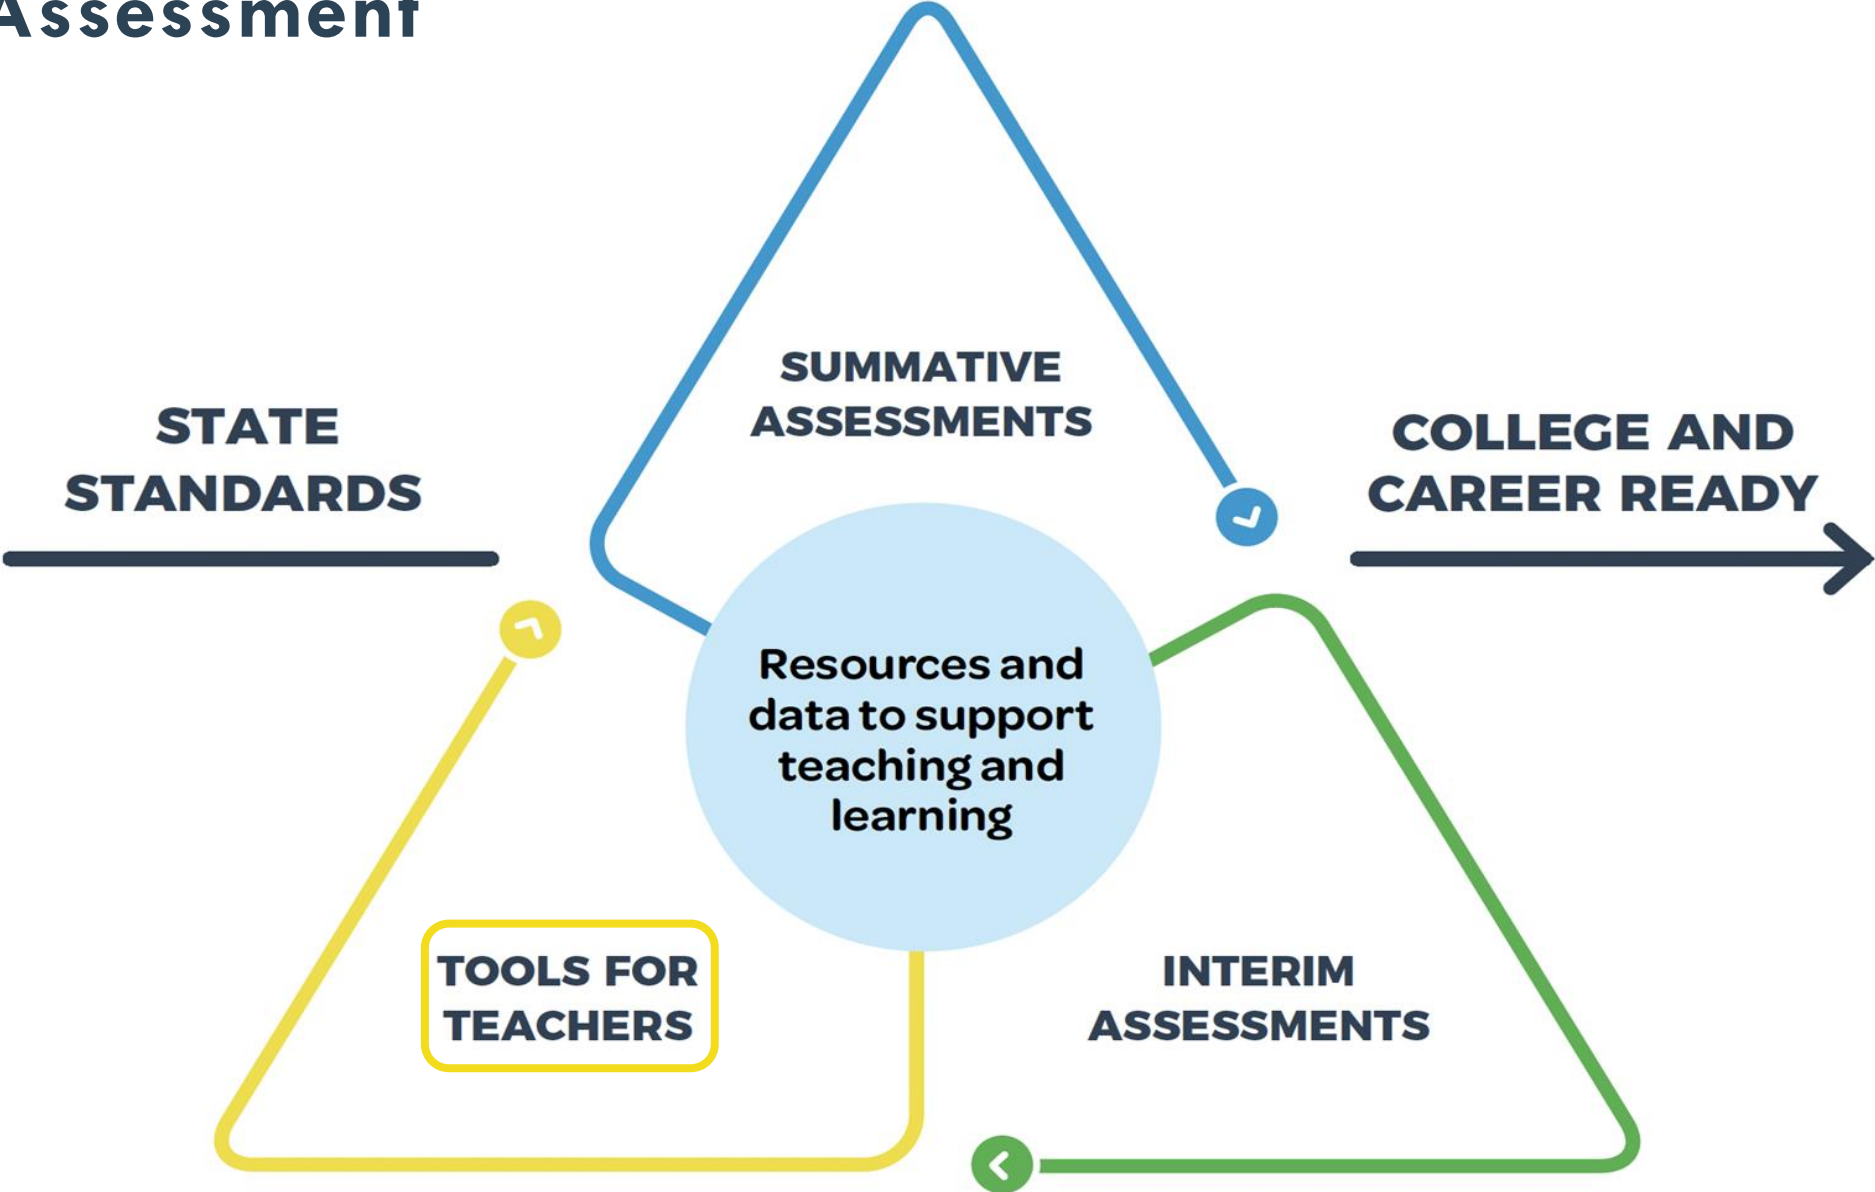 Assessment
SUMMATIVE
ASSESSMENTS
STATE
STANDARDS
COLLEGE AND
CAREER READY
Resources and
data to support
teaching and
learning
TOOLS FOR
TEACHERS
INTERIM
ASSESSMENTS